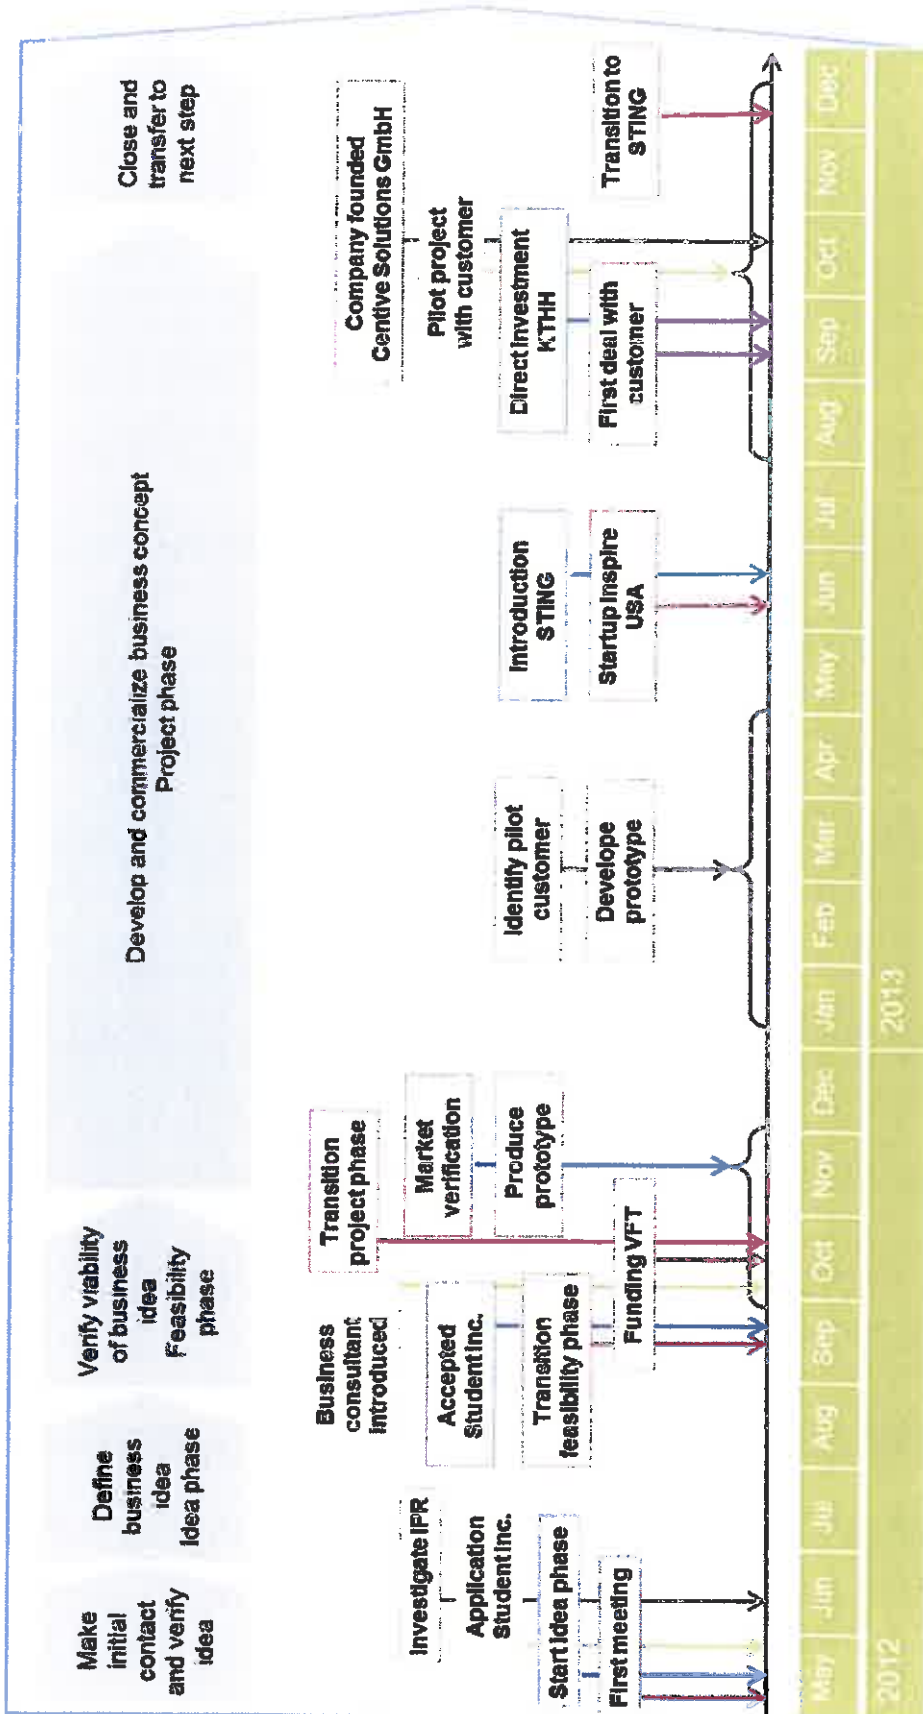 Make
initial
contact
and verify
idea
Define
business
idea
Idea phase
Verify viability
of business
idea
Feasibility
phase
Develop and commercialize business concept
Project phase
Close and
transfer to
next step
Investigate IPR
Application
Student Inc.
Start idea phase
First meeting
Business
consultant
introduced
Accepted
Student Inc.
Transition
feasibility phase
Funding VFT
Transition
project phase
Market
verification
Produce
prototype
Identify pilot
customer
Develope
prototype
Introduction
STING
Startup Inspire
USA
Company founded
Centive Solutions GmbH
Pilot project
with customer
Direct investment
KTHH
First deal with
customer
Transition to
STING
May Jun Aug Sep Oct Nov Dec Jan Feb Mar Apr May Jun Jul Aug Sep Oct Nov Dec
2012 2013